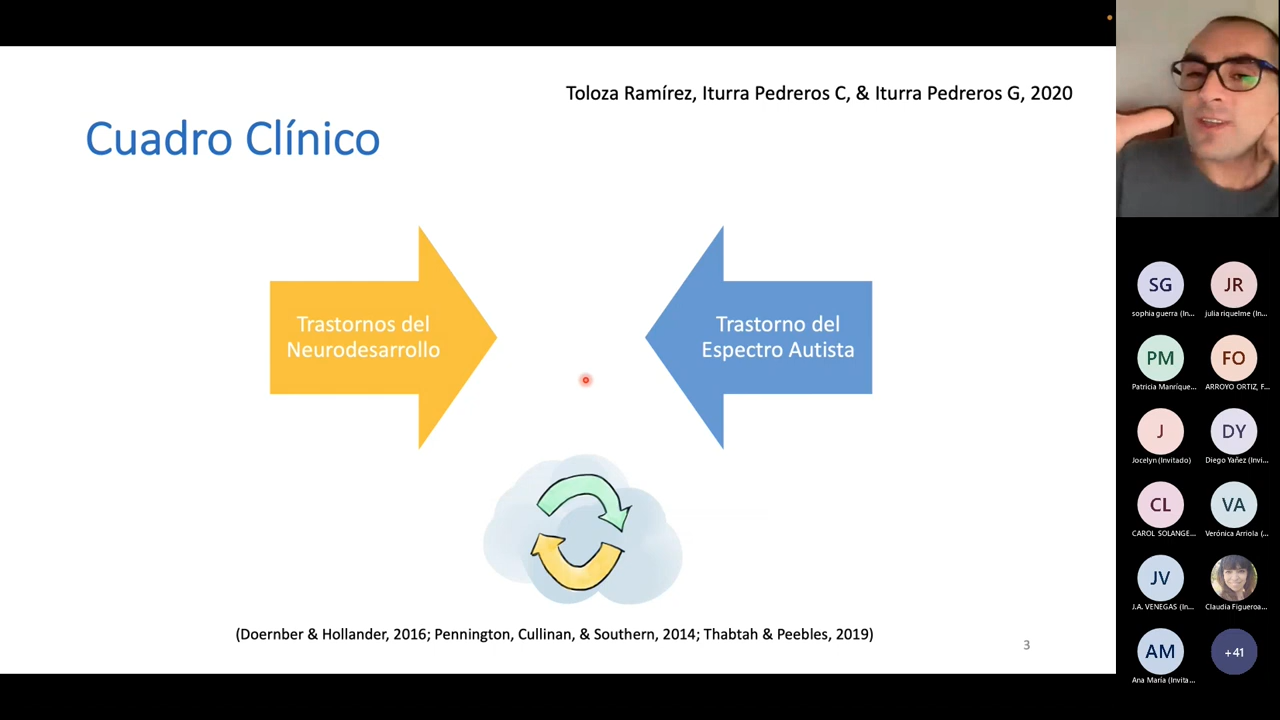 Toloza Ramírez, Iturra Pedreros C, & Iturra Pedreros G, 2020
Cuadro Clínico
Trastornos del
Neurodesarrollo
Trastorno del
Espectro Autista
(Doernber & Hollander, 2016; Pennington, Cullinan, & Southern, 2014; Thabtah & Peebles, 2019)
3
SG
JR
sophia guerra (In...
julia riquelme (In...
PM
FO
Patricia Manríque...
ARROYO ORTIZ, F...
J
DY
Jocelyn (Invitado)
Diego Yañez (Invi...
CL
VA
CAROL SOLANGE...
Verónica Arriola (...
JV
J.A. VENEGAS (In...
Claudia Figueroa...
AM
+41
Ana María (Invita...